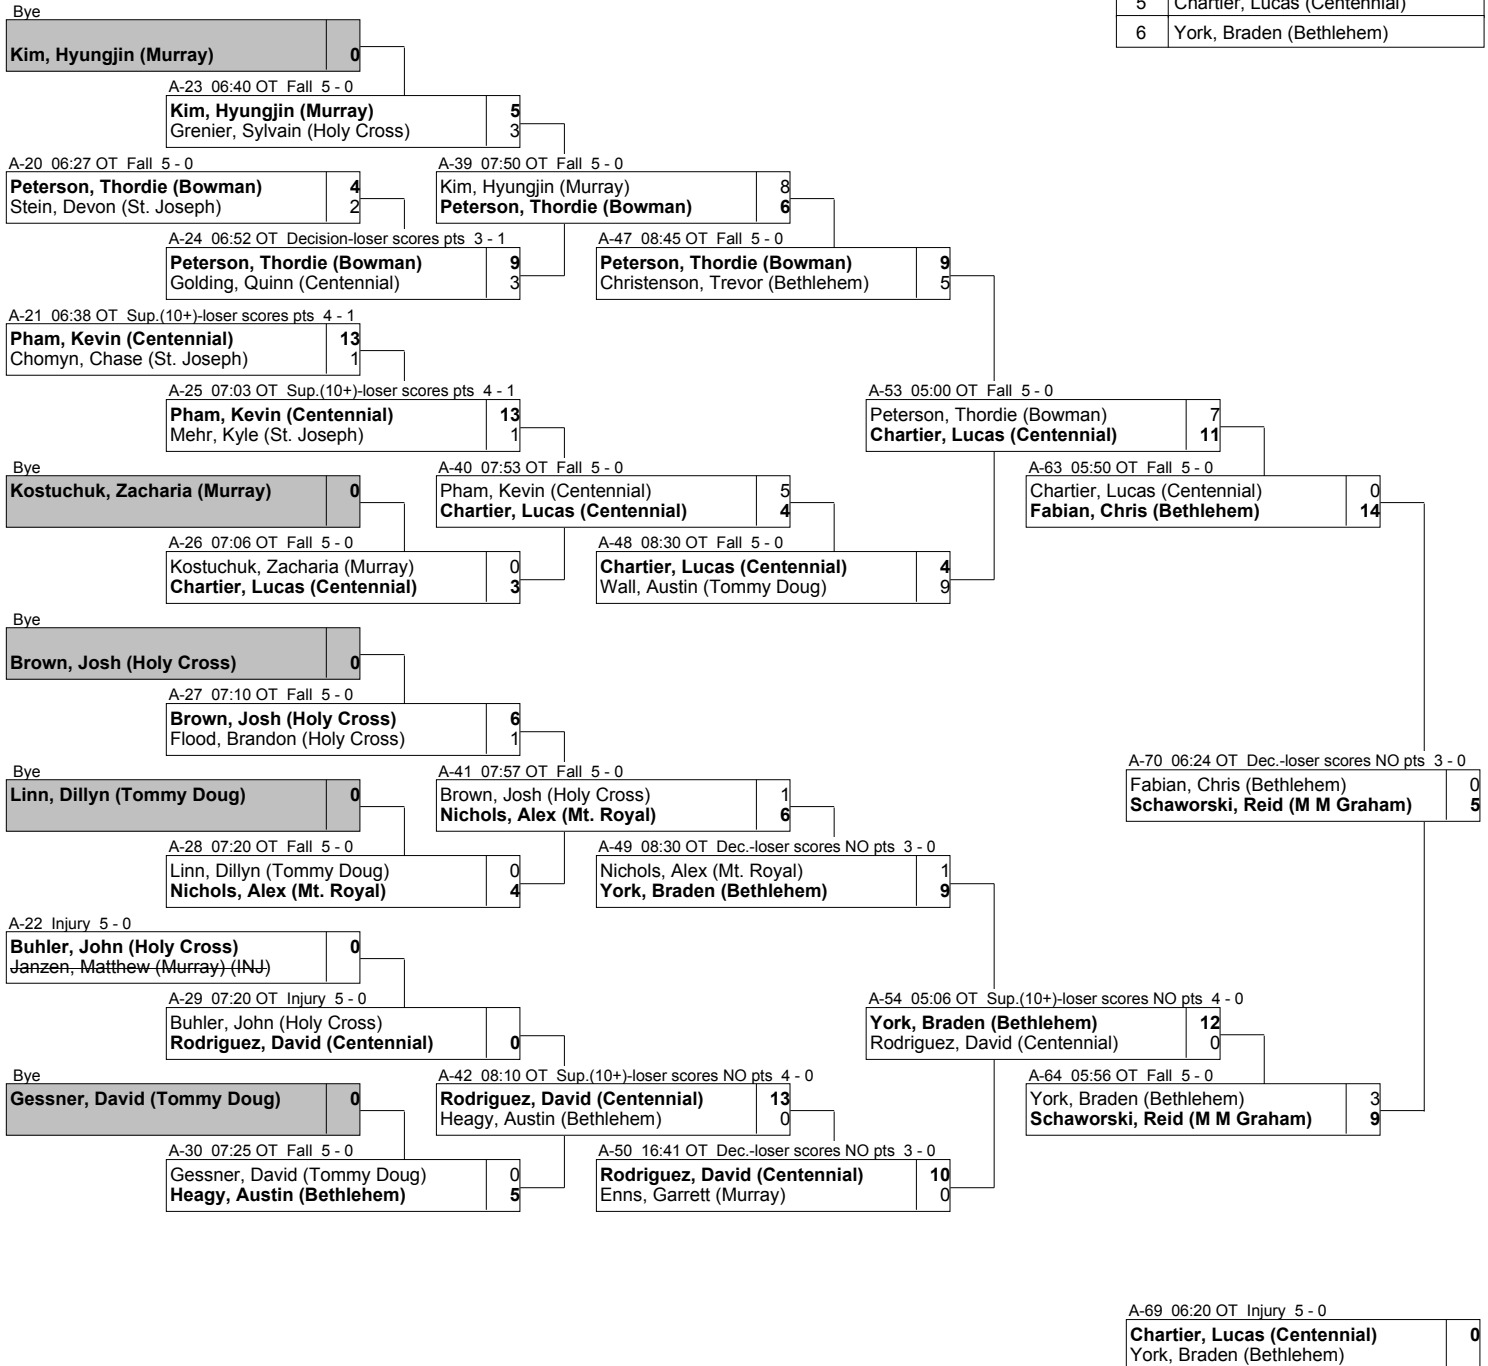 Bye
Kim, Hyungjin (Murray) 0
5 Chartier, Lucas (Centennial)
6 York, Braden (Bethlehem)
A-23 06:40 OT Fall 5 - 0
Kim, Hyungjin (Murray) 5
Grenier, Sylvain (Holy Cross) 3
A-20 06:27 OT Fall 5 - 0
Peterson, Thordie (Bowman) 4
Stein, Devon (St. Joseph) 2
A-39 07:50 OT Fall 5 - 0
Kim, Hyungjin (Murray) 8
Peterson, Thordie (Bowman) 6
A-24 06:52 OT Decision-loser scores pts 3 - 1
Peterson, Thordie (Bowman) 9
Golding, Quinn (Centennial) 3
A-47 08:45 OT Fall 5 - 0
Peterson, Thordie (Bowman) 9
Christenson, Trevor (Bethlehem) 5
A-21 06:38 OT Sup.(10+)-loser scores pts 4 - 1
Pham, Kevin (Centennial) 13
Chomyn, Chase (St. Joseph) 1
A-25 07:03 OT Sup.(10+)-loser scores pts 4 - 1
Pham, Kevin (Centennial) 13
Mehr, Kyle (St. Joseph) 1
A-53 05:00 OT Fall 5 - 0
Peterson, Thordie (Bowman) 7
Chartier, Lucas (Centennial) 11
Bye
Kostuchuk, Zacharia (Murray) 0
A-40 07:53 OT Fall 5 - 0
Pham, Kevin (Centennial) 5
Chartier, Lucas (Centennial) 4
A-63 05:50 OT Fall 5 - 0
Chartier, Lucas (Centennial) 0
Fabian, Chris (Bethlehem) 14
A-26 07:06 OT Fall 5 - 0
Kostuchuk, Zacharia (Murray) 0
Chartier, Lucas (Centennial) 3
A-48 08:30 OT Fall 5 - 0
Chartier, Lucas (Centennial) 4
Wall, Austin (Tommy Doug) 9
Bye
Brown, Josh (Holy Cross) 0
A-27 07:10 OT Fall 5 - 0
Brown, Josh (Holy Cross) 6
Flood, Brandon (Holy Cross) 1
Bye
Linn, Dillyn (Tommy Doug) 0
A-41 07:57 OT Fall 5 - 0
Brown, Josh (Holy Cross) 1
Nichols, Alex (Mt. Royal) 6
A-70 06:24 OT Dec.-loser scores NO pts 3 - 0
Fabian, Chris (Bethlehem) 0
Schaworski, Reid (M M Graham) 5
A-28 07:20 OT Fall 5 - 0
Linn, Dillyn (Tommy Doug) 0
Nichols, Alex (Mt. Royal) 4
A-49 08:30 OT Dec.-loser scores NO pts 3 - 0
Nichols, Alex (Mt. Royal) 1
York, Braden (Bethlehem) 9
A-22 Injury 5 - 0
Buhler, John (Holy Cross) 0
Janzen, Matthew (Murray) (INJ)
A-29 07:20 OT Injury 5 - 0
Buhler, John (Holy Cross)
Rodriguez, David (Centennial) 0
A-54 05:06 OT Sup.(10+)-loser scores NO pts 4 - 0
York, Braden (Bethlehem) 12
Rodriguez, David (Centennial) 0
Bye
Gessner, David (Tommy Doug) 0
A-42 08:10 OT Sup.(10+)-loser scores NO pts 4 - 0
Rodriguez, David (Centennial) 13
Heagy, Austin (Bethlehem) 0
A-64 05:56 OT Fall 5 - 0
York, Braden (Bethlehem) 3
Schaworski, Reid (M M Graham) 9
A-30 07:25 OT Fall 5 - 0
Gessner, David (Tommy Doug) 0
Heagy, Austin (Bethlehem) 5
A-50 16:41 OT Dec.-loser scores NO pts 3 - 0
Rodriguez, David (Centennial) 10
Enns, Garrett (Murray) 0
A-69 06:20 OT Injury 5 - 0
Chartier, Lucas (Centennial) 0
York, Braden (Bethlehem)